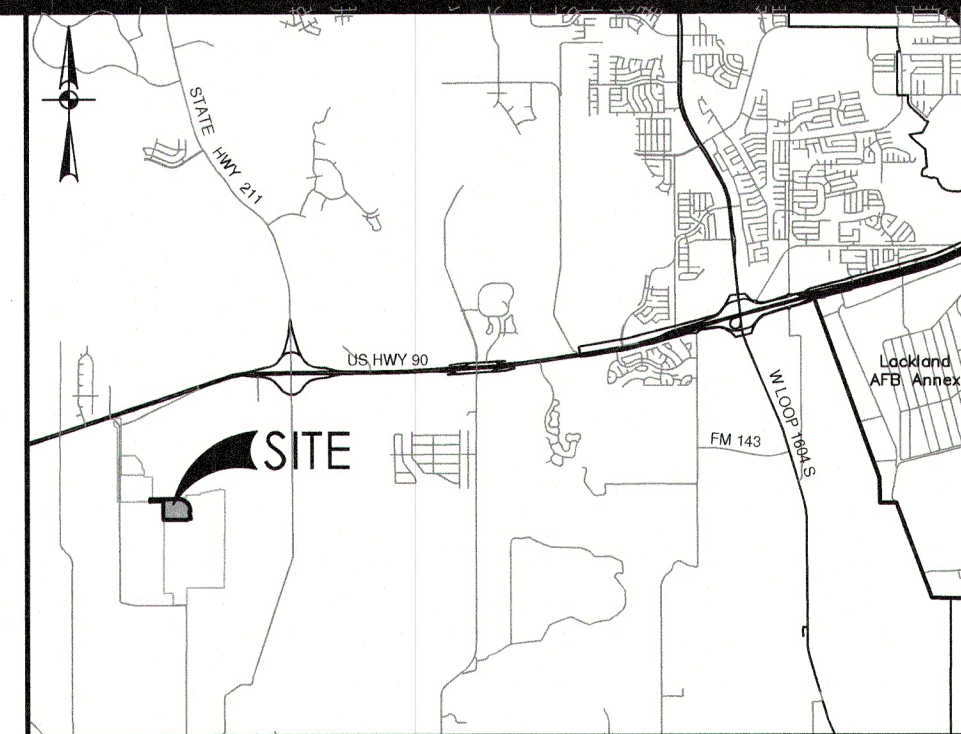 STATE HWY 211
US HWY 90
Lackland
AFB Annex
W LOOP 1604 S
FM 143
SITE